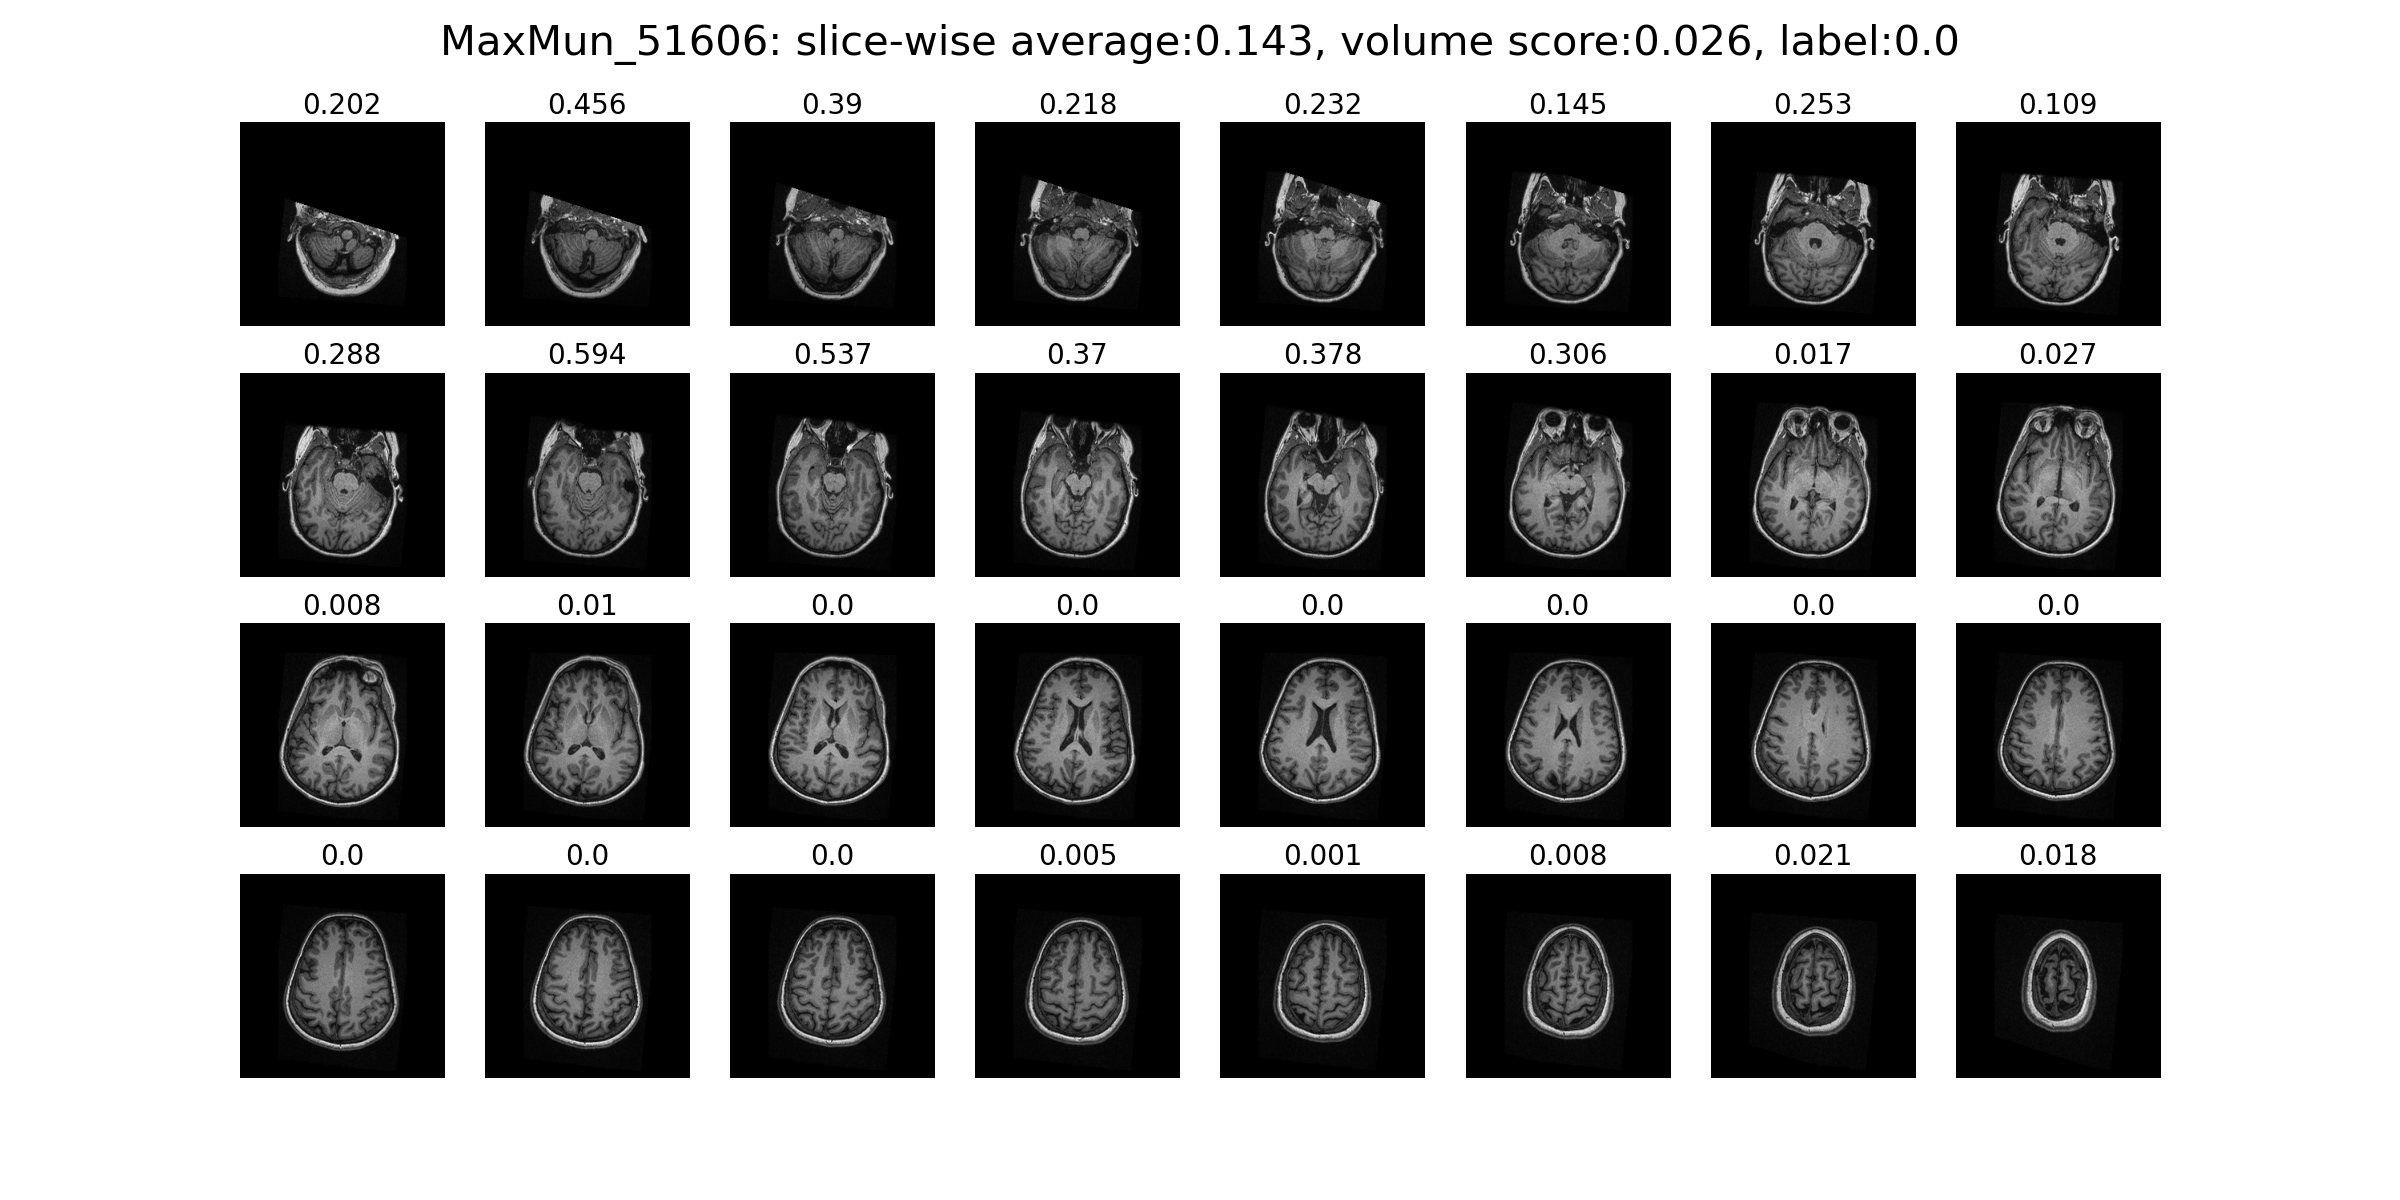 MaxMun_51606: slice-wise average:0.143, volume score:0.026, label:0.0
0.202 0.456 0.39 0.218 0.232 0.145 0.253 0.109
0.288 0.594 0.537 0.37 0.378 0.306 0.017 0.027
0.008 0.01 0.0 0.0 0.0 0.0 0.0 0.0
0.0 0.0 0.0 0.005 0.001 0.008 0.021 0.018